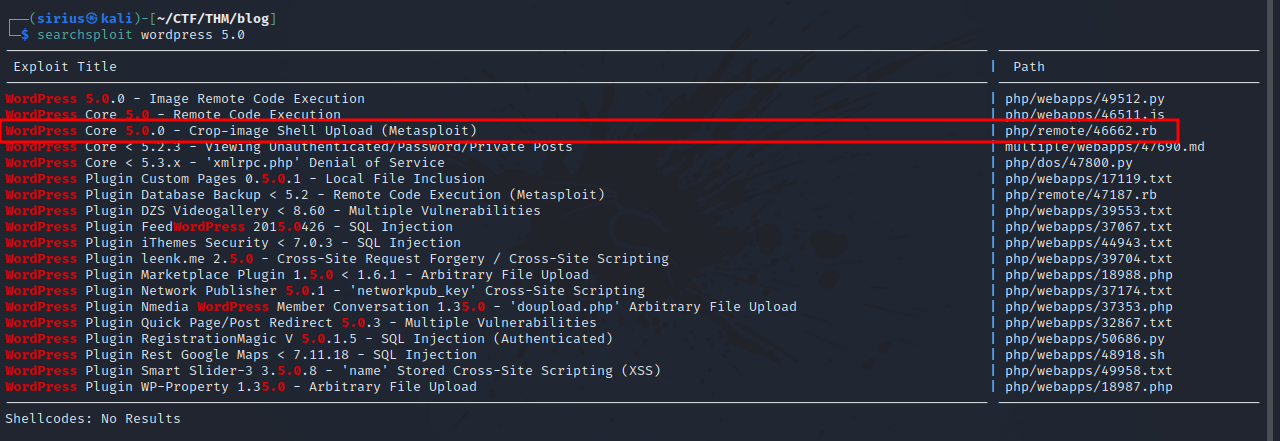 ┌──(sirius㉿kali)-[~/CTF/THM/blog]
└─$ searchsploit wordpress 5.0
Exploit Title | Path
WordPress 5.0.0 - Image Remote Code Execution | php/webapps/49512.py
WordPress Core 5.0 - Remote Code Execution | php/webapps/46511.js
WordPress Core 5.0.0 - Crop-image Shell Upload (Metasploit) | php/remote/46662.rb
WordPress Core < 5.2.3 - Viewing Unauthenticated/Password/Private Posts | multiple/webapps/47690.md
WordPress Core < 5.3.x - 'xmlrpc.php' Denial of Service | php/dos/47800.py
WordPress Plugin Custom Pages 0.5.0.1 - Local File Inclusion | php/webapps/17119.txt
WordPress Plugin Database Backup < 5.2 - Remote Code Execution (Metasploit) | php/remote/47187.rb
WordPress Plugin DZS Videogallery < 8.60 - Multiple Vulnerabilities | php/webapps/39553.txt
WordPress Plugin FeedWordPress 2015.0426 - SQL Injection | php/webapps/37067.txt
WordPress Plugin iThemes Security < 7.0.3 - SQL Injection | php/webapps/44943.txt
WordPress Plugin leenk.me 2.5.0 - Cross-Site Request Forgery / Cross-Site Scripting | php/webapps/39704.txt
WordPress Plugin Marketplace Plugin 1.5.0 < 1.6.1 - Arbitrary File Upload | php/webapps/18988.php
WordPress Plugin Network Publisher 5.0.1 - 'networkpub_key' Cross-Site Scripting | php/webapps/37174.txt
WordPress Plugin Nmedia WordPress Member Conversation 1.35.0 - 'doupload.php' Arbitrary File Upload | php/webapps/37353.php
WordPress Plugin Quick Page/Post Redirect 5.0.3 - Multiple Vulnerabilities | php/webapps/32867.txt
WordPress Plugin RegistrationMagic V 5.0.1.5 - SQL Injection (Authenticated) | php/webapps/50686.py
WordPress Plugin Rest Google Maps < 7.11.18 - SQL Injection | php/webapps/48918.sh
WordPress Plugin Smart Slider-3 3.5.0.8 - 'name' Stored Cross-Site Scripting (XSS) | php/webapps/49958.txt
WordPress Plugin WP-Property 1.35.0 - Arbitrary File Upload | php/webapps/18987.php
Shellcodes: No Results